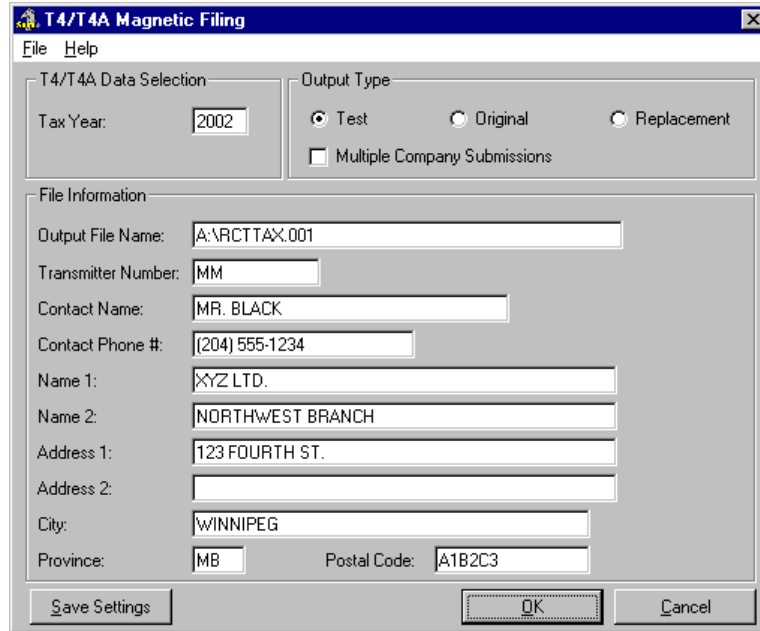 T4/T4A Magnetic Filing
File Help
T4/T4A Data Selection
Output Type
Tax Year: 2002
Test Original Replacement
Multiple Company Submissions
File Information
Output File Name: A:\RCTTAX.001
Transmitter Number: MM
Contact Name: MR. BLACK
Contact Phone #: (204) 555-1234
Name 1: XYZ LTD.
Name 2: NORTHWEST BRANCH
Address 1: 123 FOURTH ST.
Address 2:
City: WINNIPEG
Province: MB Postal Code: A1B2C3
Save Settings OK Cancel